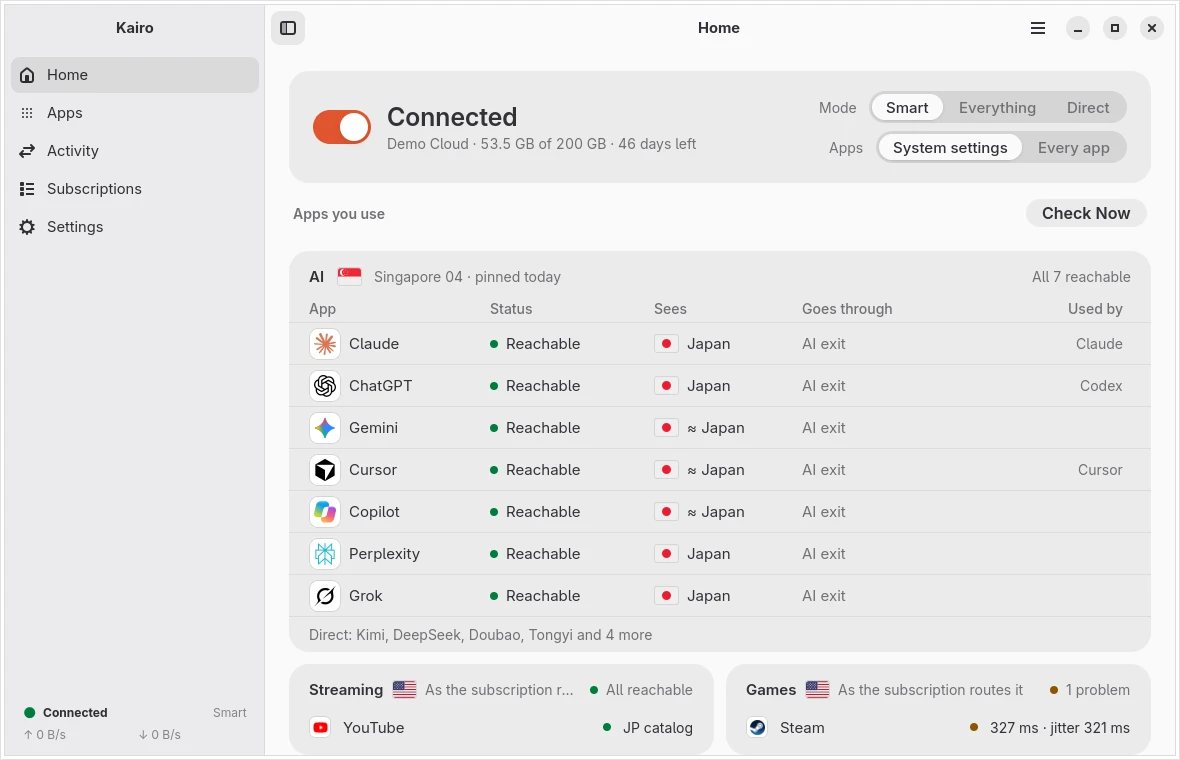 Kairo
Home
Home
Apps
Activity
Subscriptions
Settings
Connected
Demo Cloud · 53.5 GB of 200 GB · 46 days left
Mode Smart Everything Direct
Apps System settings Every app
Apps you use
Check Now
AI Singapore 04 · pinned today All 7 reachable
App Status Sees Goes through Used by
Claude Reachable Japan AI exit Claude
ChatGPT Reachable Japan AI exit Codex
Gemini Reachable ≈ Japan AI exit
Cursor Reachable ≈ Japan AI exit Cursor
Copilot Reachable ≈ Japan AI exit
Perplexity Reachable Japan AI exit
Grok Reachable Japan AI exit
Direct: Kimi, DeepSeek, Doubao, Tongyi and 4 more
Streaming As the subscription r... All reachable
YouTube JP catalog
Games As the subscription routes it 1 problem
Steam 327 ms · jitter 321 ms
Connected Smart
↑ 0 B/s ↓ 0 B/s